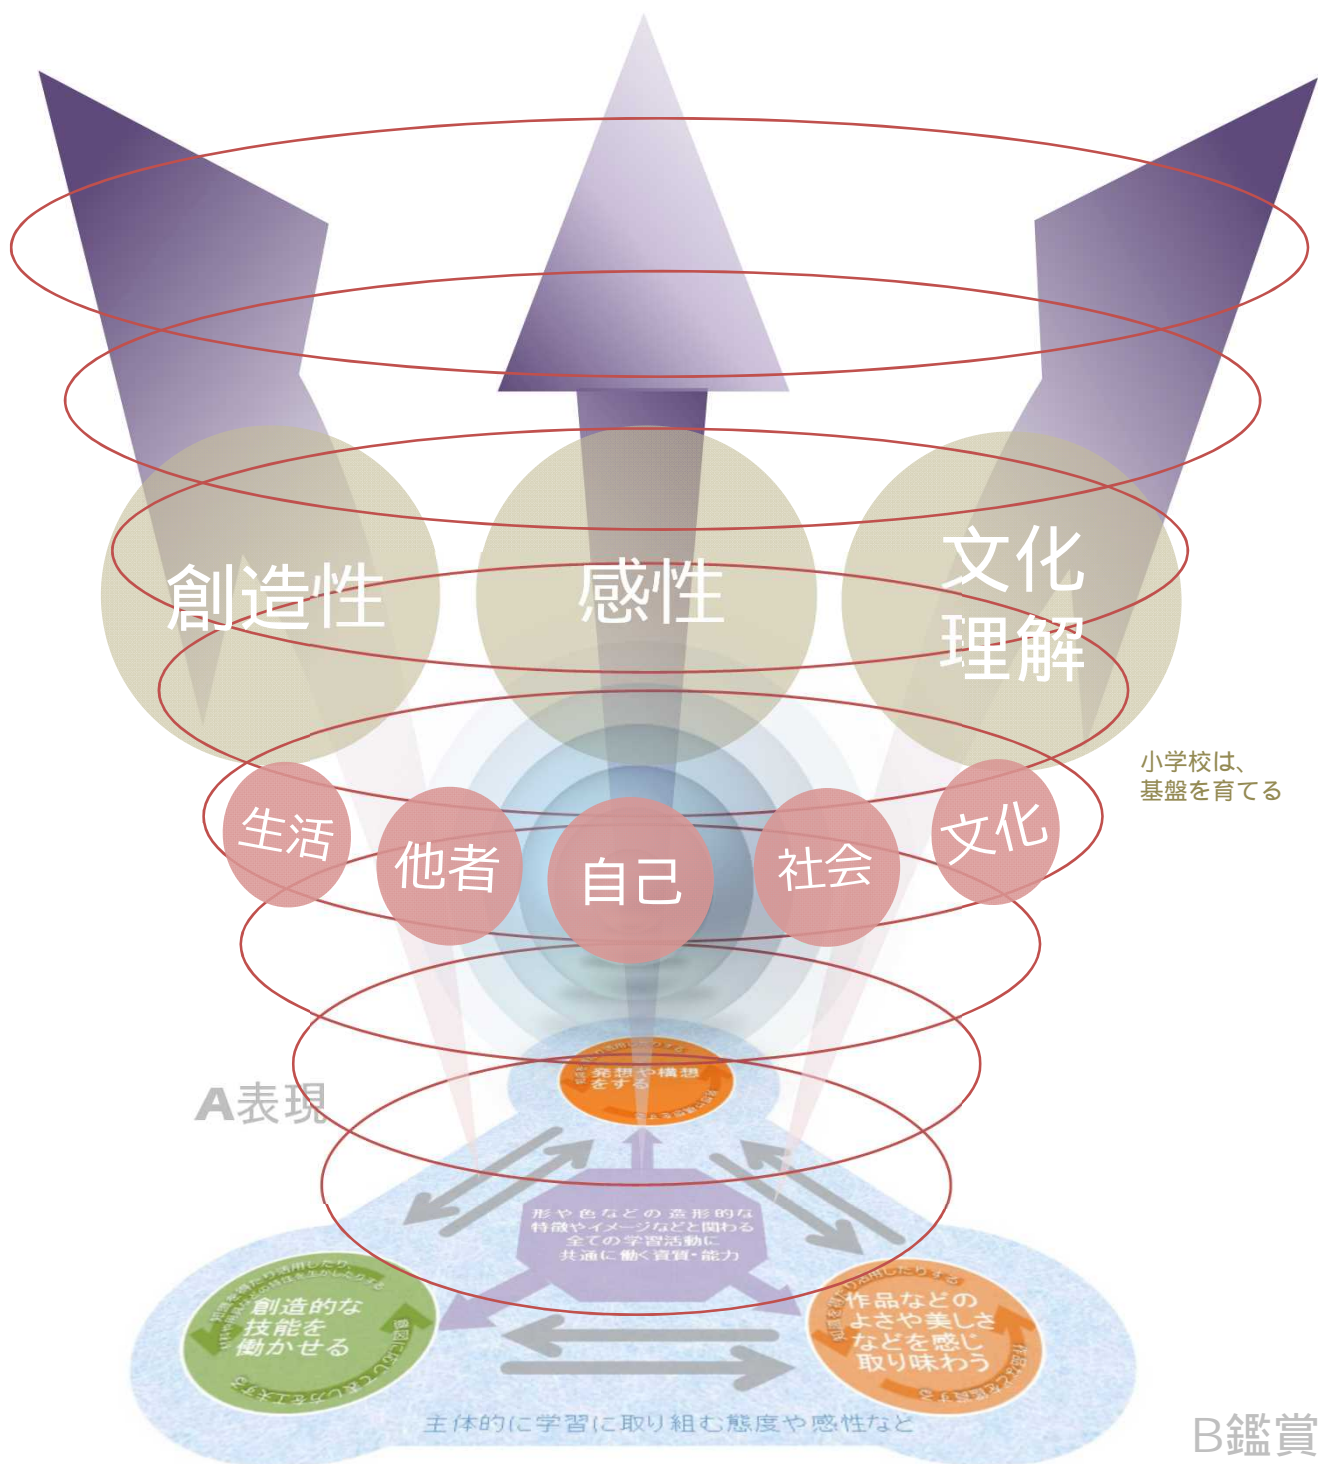 創造性
感性
文化
理解
小学校は、
基盤を育てる
生活
他者
自己
社会
文化
A表現
発想や構想
をする
形や色などの造形的な
特徴やイメージなどと関わる
全ての学習活動に
共通に働く資質・能力
創造的な
技能を
働かせる
作品などの
よさや美しさ
などを感じ
取り味わう
主体的に学習に取り組む態度や感性など
B鑑賞